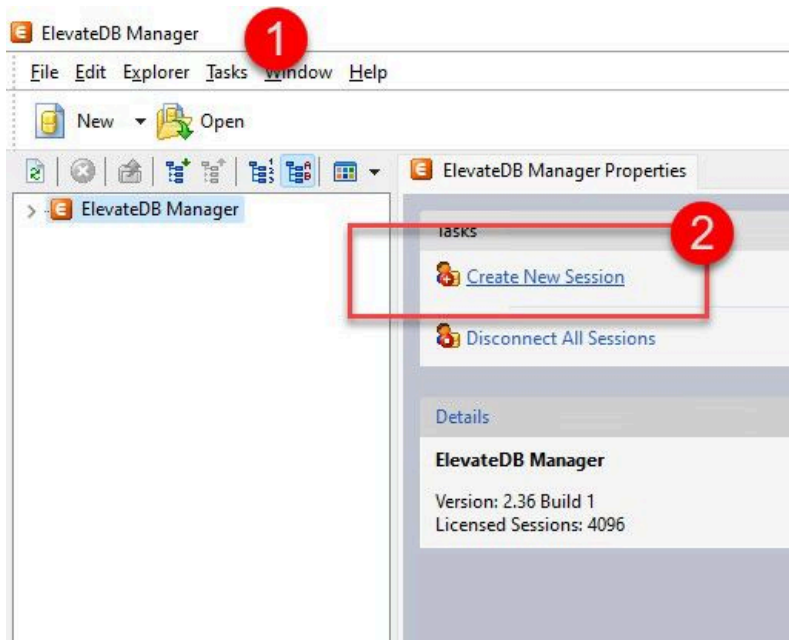 ElevateDB Manager
1
File Edit Explorer Tasks Window Help
New Open
ElevateDB Manager Properties
ElevateDB Manager
Tasks
2
Create New Session
Disconnect All Sessions
Details
ElevateDB Manager
Version: 2.36 Build 1
Licensed Sessions: 4096